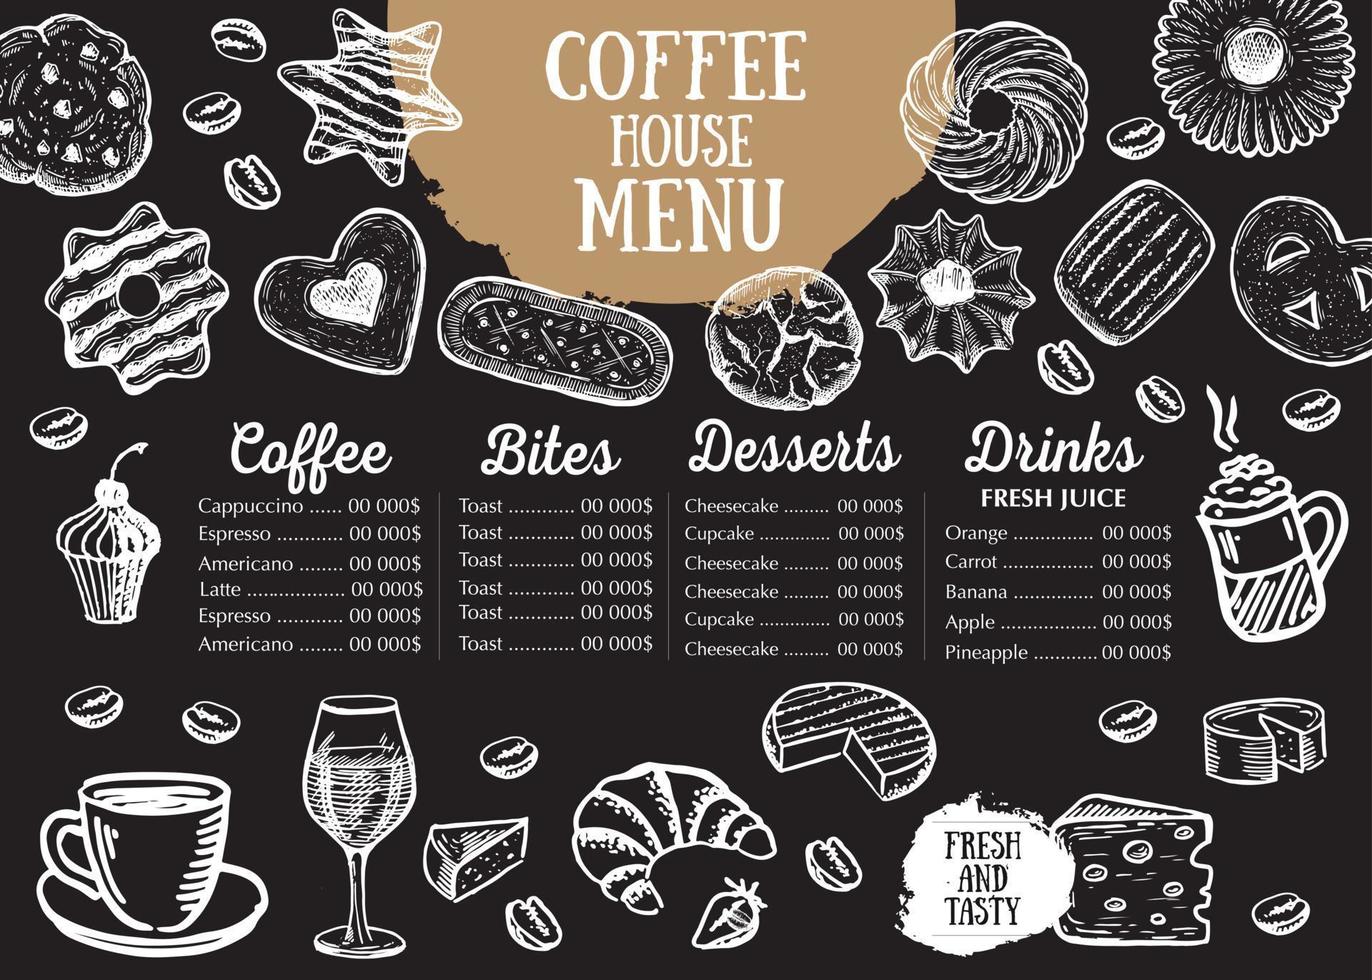 COFFEE
HOUSE
MENU
Coffee
Cappuccino ...... 00 000$
Espresso ............ 00 000$
Americano ........ 00 000$
Latte .................. 00 000$
Espresso ............ 00 000$
Americano ........ 00 000$
Bites
Toast ............ 00 000$
Toast ............ 00 000$
Toast ............ 00 000$
Toast ............ 00 000$
Toast ............ 00 000$
Toast ............ 00 000$
Desserts
Cheesecake ......... 00 000$
Cupcake .............. 00 000$
Cheesecake ......... 00 000$
Cheesecake ......... 00 000$
Cupcake .............. 00 000$
Cheesecake ......... 00 000$
Drinks
FRESH JUICE
Orange ............... 00 000$
Carrot ................. 00 000$
Banana ............... 00 000$
Apple .................. 00 000$
Pineapple ............ 00 000$
FRESH
AND
TASTY